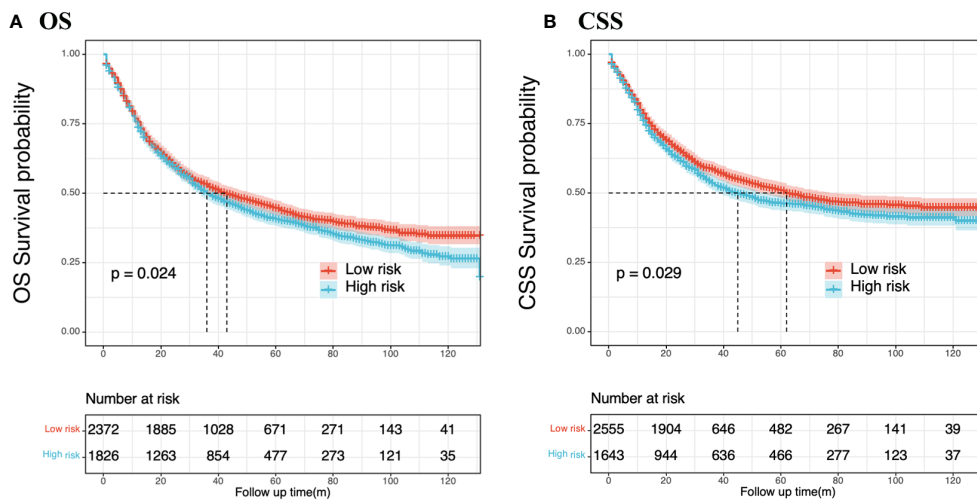 A OS
OS Survival probability
1.00
0.75
0.50
0.25
0.00
p = 0.024
Low risk
High risk
0 20 40 60 80 100 120
Number at risk
Low risk 2372 1885 1028 671 271 143 41
High risk 1826 1263 854 477 273 121 35
Follow up time(m)
B CSS
CSS Survival probability
1.00
0.75
0.50
0.25
0.00
p = 0.029
Low risk
High risk
0 20 40 60 80 100 120
Number at risk
Low risk 2555 1904 646 482 267 141 39
High risk 1643 944 636 466 277 123 37
Follow up time(m)